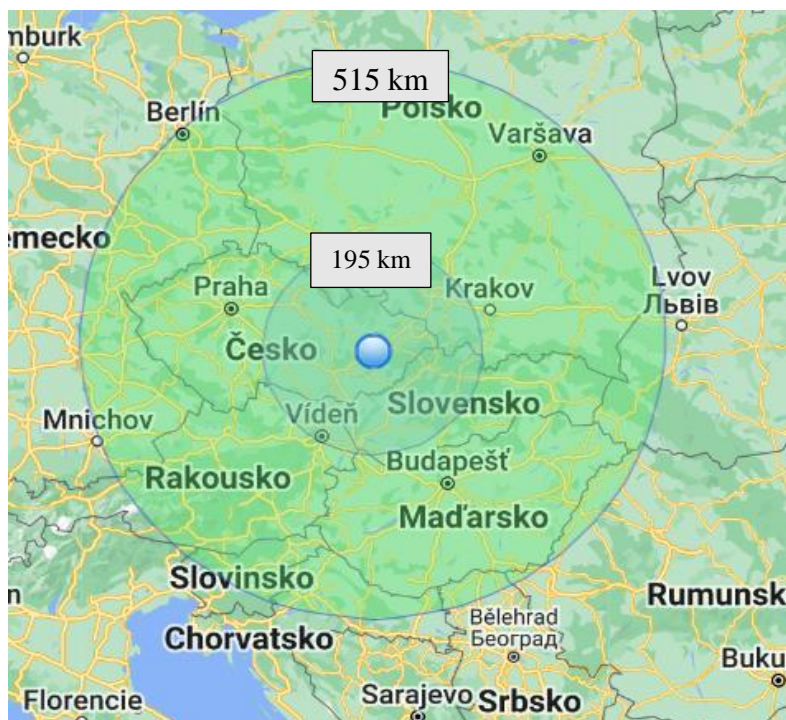 mburk
515 km
Polsko
Berlín
Varšava
emecko
195 km
Praha
Krakov
Lvov
Львів
Česko
Slovensko
Mnichov
Vídeň
Budapešť
Rakousko
Maďarsko
Slovinsko
n
Rumunsk
Bělehrad
Београд
Chorvatsko
Buku
Florencie
Sarajevo
Srbsko